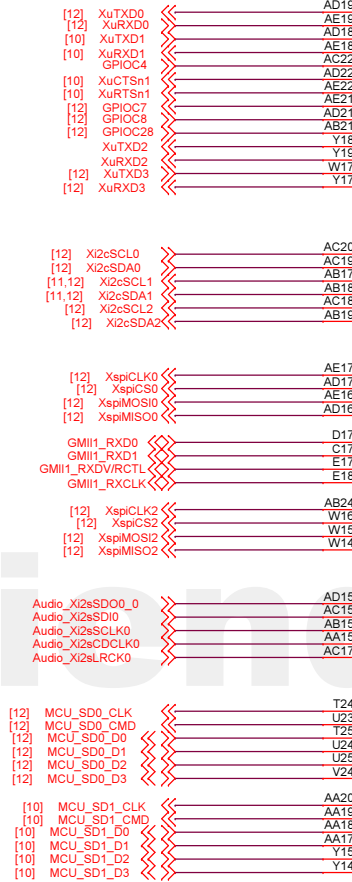 [12] XuTXD0 AD19
[12] XuRXD0 AE19
[10] XuTXD1 AD18
[10] XuRXD1 AE18
GPIOC4 AC22
[10] XuCTSn1 AD22
[10] XuRTSn1 AE22
[12] GPIOC7 AE21
[12] GPIOC8 AD21
[12] GPIOC28 AB21
XuTXD2 Y18
XuRXD2 Y19
[12] XuTXD3 W17
[12] XuRXD3 Y17
[12] Xi2cSCL0 AC20
[12] Xi2cSDA0 AC19
[11,12] Xi2cSCL1 AB17
[11,12] Xi2cSDA1 AB18
[12] Xi2cSCL2 AC18
[12] Xi2cSDA2 AB19
[12] XspiCLK0 AE17
[12] XspiCS0 AD17
[12] XspiMOSI0 AE16
[12] XspiMISO0 AD16
GMII1_RXD0 D17
GMII1_RXD1 C17
GMII1_RXDV/RCTL E17
GMII1_RXCLK E18
[12] XspiCLK2 AB24
[12] XspiCS2 W16
[12] XspiMOSI2 W15
[12] XspiMISO2 W14
ienc
Audio_Xi2sSDO0_0 AD15
Audio_Xi2sSDI0 AC15
Audio_Xi2sSCLK0 AB15
Audio_Xi2sCDCLK0 AA15
Audio_Xi2sLRCK0 AC17
[12] MCU_SD0_CLK T24
[12] MCU_SD0_CMD U23
[12] MCU_SD0_D0 T25
[12] MCU_SD0_D1 U24
[12] MCU_SD0_D2 U25
[12] MCU_SD0_D3 V24
[10] MCU_SD1_CLK AA20
[10] MCU_SD1_CMD AA19
[10] MCU_SD1_D0 AA18
[10] MCU_SD1_D1 AA17
[10] MCU_SD1_D2 Y15
[10] MCU_SD1_D3 Y14